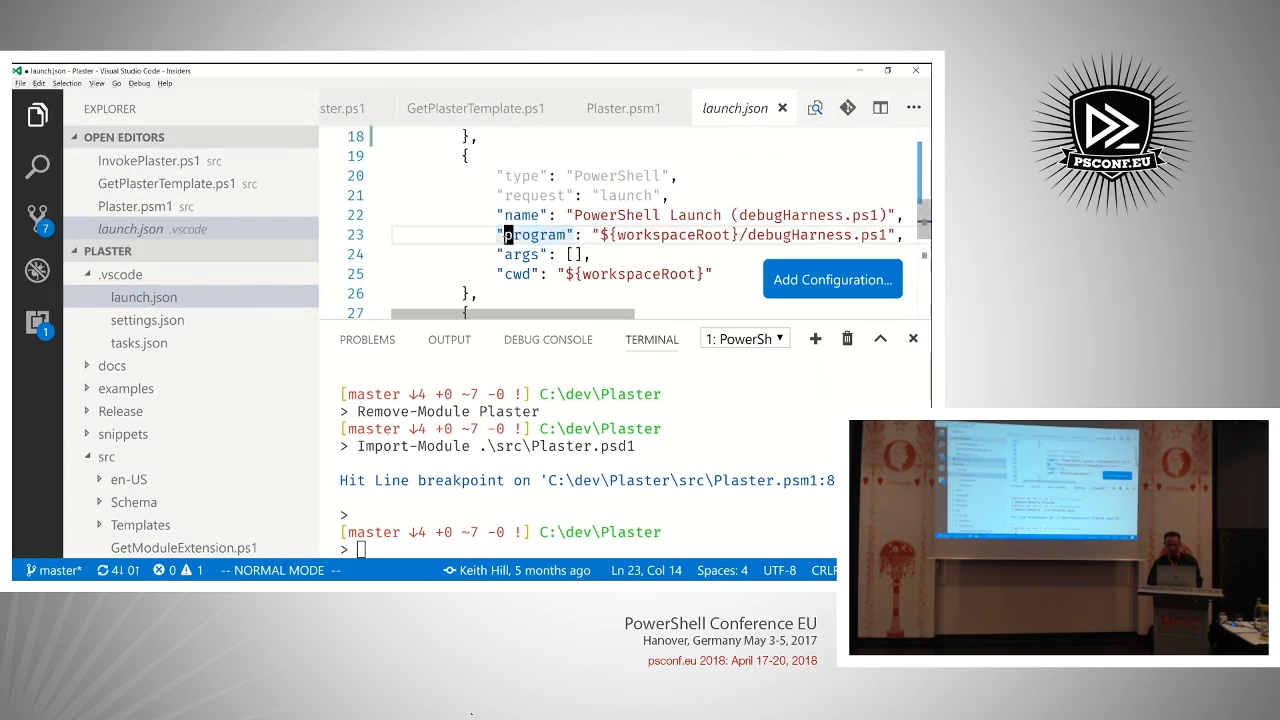 launch.json - Plaster - Visual Studio Code - Insiders
File Edit Selection View Go Debug Help
EXPLORER
OPEN EDITORS
InvokePlaster.ps1 src
GetPlasterTemplate.ps1 src
Plaster.psm1 src
launch.json .vscode
PLASTER
.vscode
launch.json
settings.json
tasks.json
docs
examples
Release
snippets
src
en-US
Schema
Templates
GetModuleExtension.ps1
7
1
ster.ps1 GetPlasterTemplate.ps1 Plaster.psm1 launch.json
18 },
19 {
20 "type": "PowerShell",
21 "request": "launch",
22 "name": "PowerShell Launch (debugHarness.ps1)",
23 "program": "${workspaceRoot}/debugHarness.ps1",
24 "args": [],
25 "cwd": "${workspaceRoot}"
26 },
27 {
Add Configuration...
PROBLEMS OUTPUT DEBUG CONSOLE TERMINAL 1: PowerSh
[master ↓4 +0 ~7 -0 !] C:\dev\Plaster
> Remove-Module Plaster
[master ↓4 +0 ~7 -0 !] C:\dev\Plaster
> Import-Module .\src\Plaster.psd1
Hit Line breakpoint on 'C:\dev\Plaster\src\Plaster.psm1:8
>
[master ↓4 +0 ~7 -0 !] C:\dev\Plaster
>
master* 4↓ 0↑ 0 1 -- NORMAL MODE -- Keith Hill, 5 months ago Ln 23, Col 14 Spaces: 4 UTF-8 CRL
PSCONF.EU
PowerShell Conference EU
Hanover, Germany May 3-5, 2017
psconf.eu 2018: April 17-20, 2018